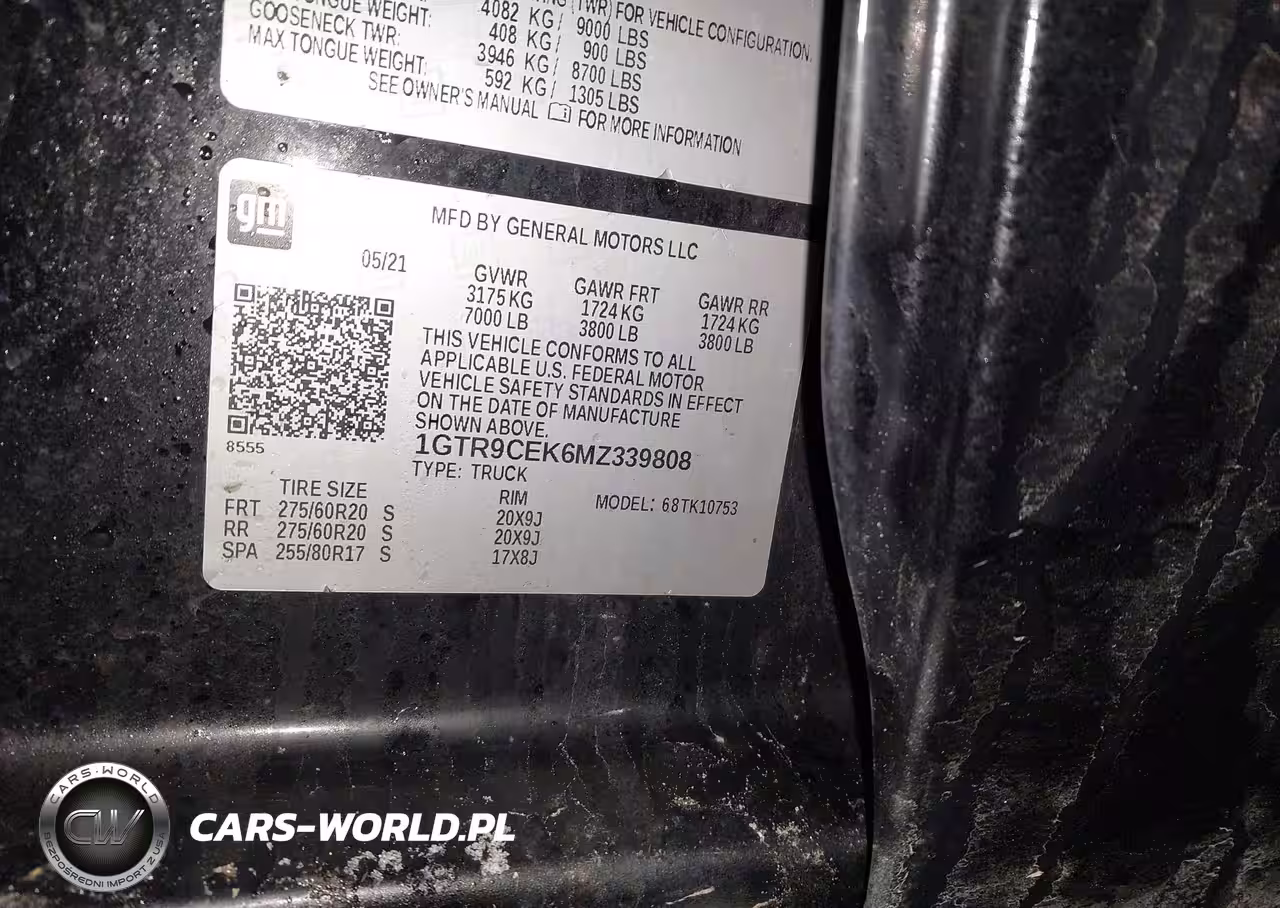 (TWR) FOR VEHICLE CONFIGURATION.
TONGUE WEIGHT: 4082 KG/ 9000 LBS
GOOSENECK TWR: 408 KG/ 900 LBS
MAX TONGUE WEIGHT: 3946 KG/ 8700 LBS
592 KG/ 1305 LBS
SEE OWNER'S MANUAL FOR MORE INFORMATION
gm
MFD BY GENERAL MOTORS LLC
05/21
GVWR GAWR FRT GAWR RR
3175 KG 1724 KG 1724 KG
7000 LB 3800 LB 3800 LB
THIS VEHICLE CONFORMS TO ALL
APPLICABLE U.S. FEDERAL MOTOR
VEHICLE SAFETY STANDARDS IN EFFECT
ON THE DATE OF MANUFACTURE
SHOWN ABOVE.
8555
1GTR9CEK6MZ339808
TYPE: TRUCK
TIRE SIZE RIM MODEL: 68TK10753
FRT 275/60R20 S 20X9J
RR 275/60R20 S 20X9J
SPA 255/80R17 S 17X8J
CARS-WORLD
CW
BEZPOŚREDNI IMPORT Z USA
CARS-WORLD.PL